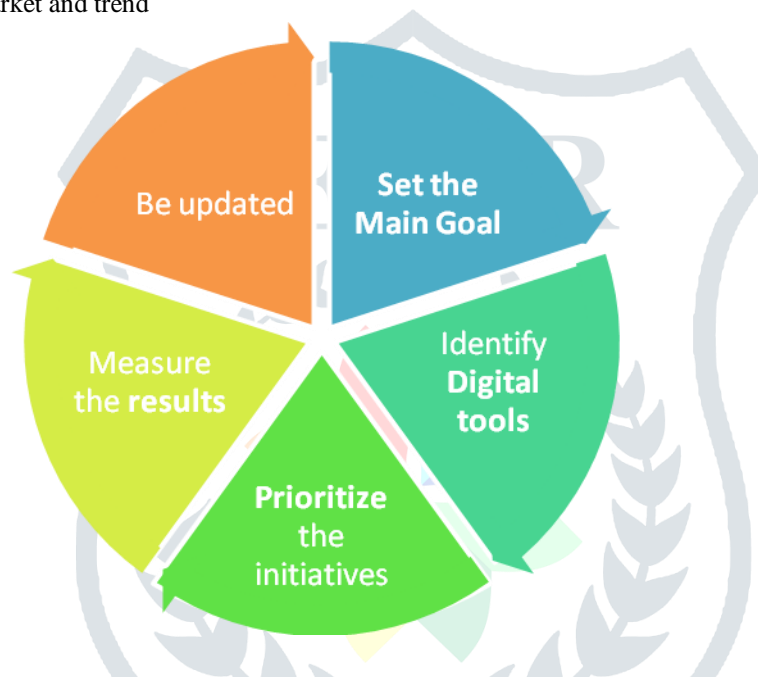 rket and trend
Be updated
Set the
Main Goal
Identify
Digital
tools
Measure
the results
Prioritize
the
initiatives